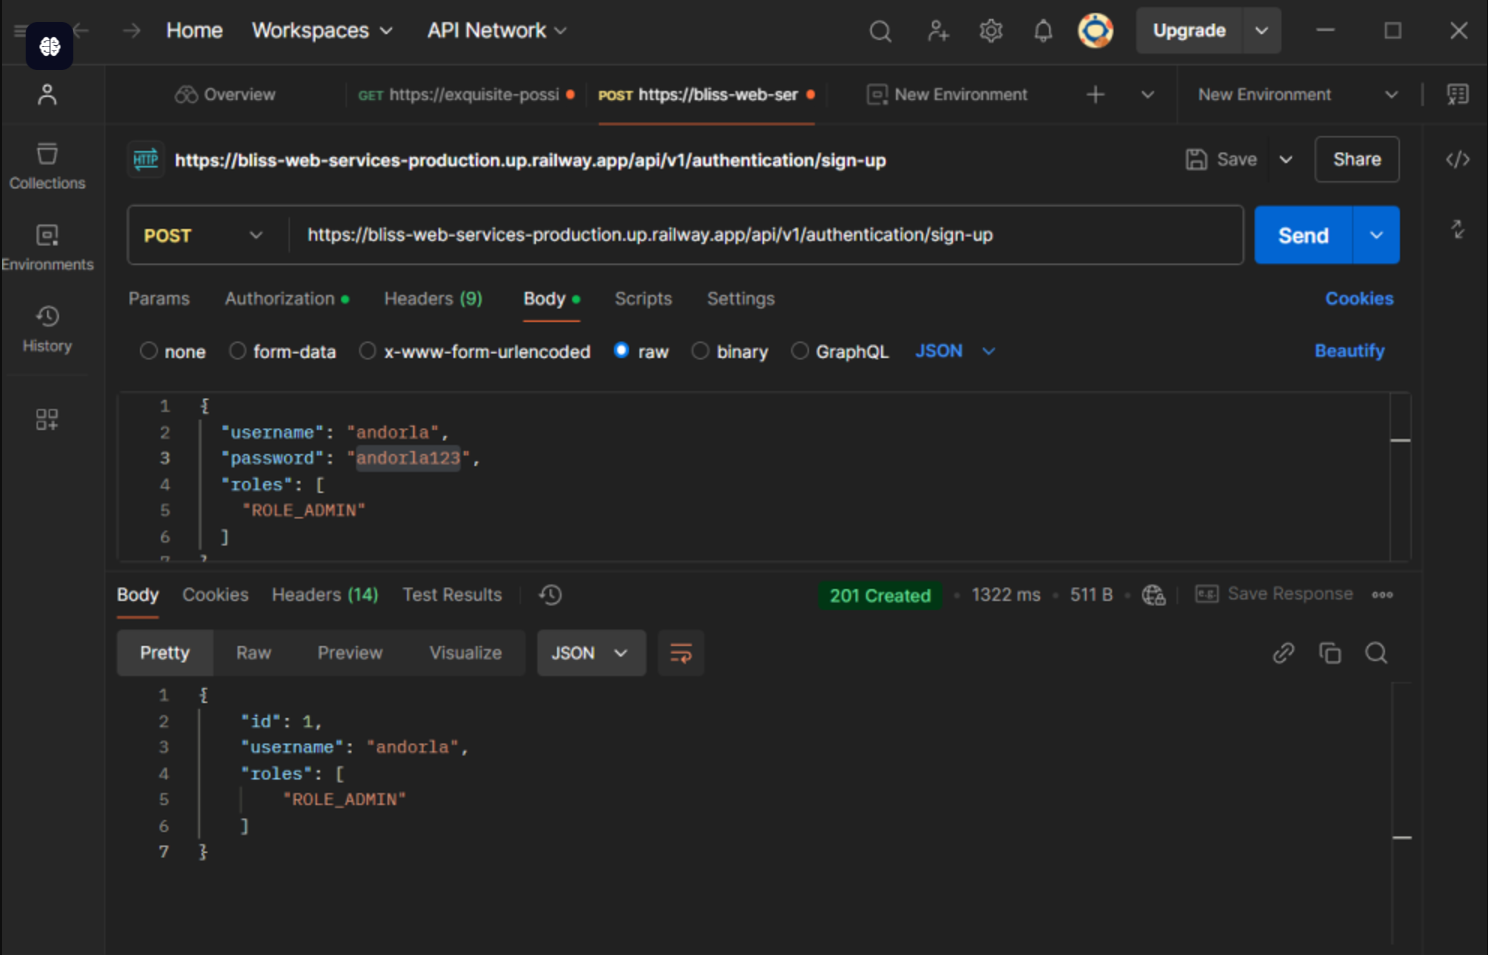 Home Workspaces API Network Upgrade
Overview GET https://exquisite-possi POST https://bliss-web-ser New Environment New Environment
HTTP https://bliss-web-services-production.up.railway.app/api/v1/authentication/sign-up Save Share
Collections
POST https://bliss-web-services-production.up.railway.app/api/v1/authentication/sign-up Send
Environments
Params Authorization Headers (9) Body Scripts Settings Cookies
History
none form-data x-www-form-urlencoded raw binary GraphQL JSON Beautify
1 {
2 "username": "andorla",
3 "password": "andorla123",
4 "roles": [
5 "ROLE_ADMIN"
6 ]
7 }
Body Cookies Headers (14) Test Results 201 Created • 1322 ms • 511 B • e.g. Save Response
Pretty Raw Preview Visualize JSON
1 {
2 "id": 1,
3 "username": "andorla",
4 "roles": [
5 "ROLE_ADMIN"
6 ]
7 }